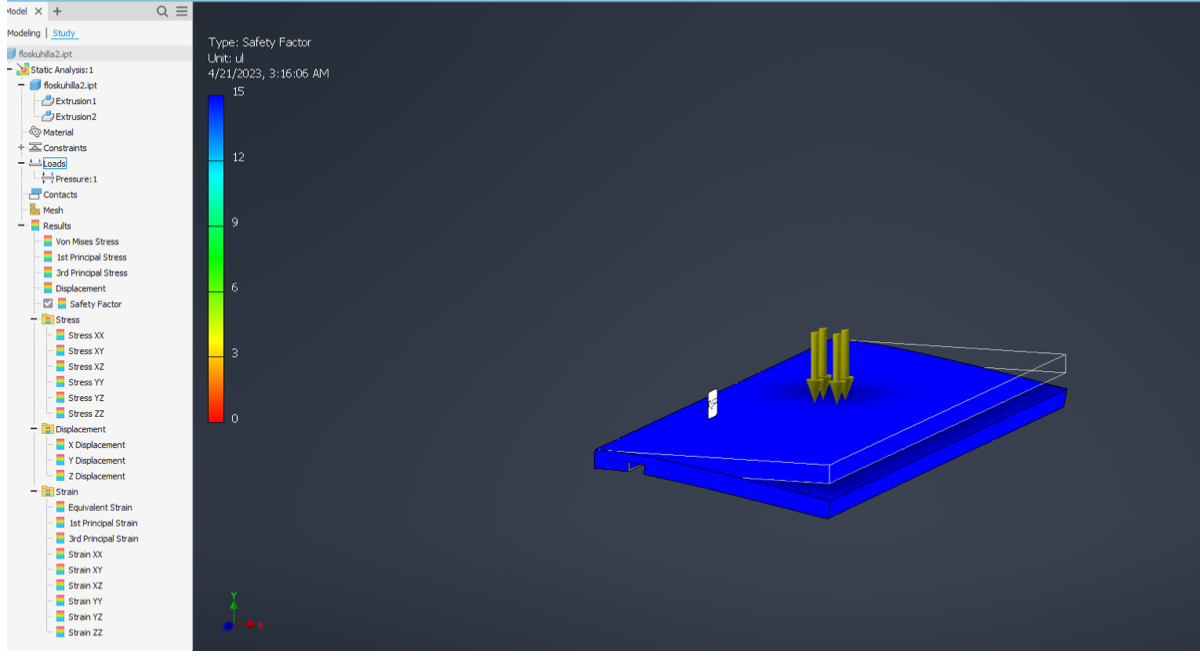 Model
Modeling | Study
floskuhilla2.ipt
Static Analysis:1
floskuhilla2.ipt
Extrusion1
Extrusion2
Material
Constraints
Loads
Pressure:1
Contacts
Mesh
Results
Von Mises Stress
1st Principal Stress
3rd Principal Stress
Displacement
Safety Factor
Stress
Stress XX
Stress XY
Stress XZ
Stress YY
Stress YZ
Stress ZZ
Displacement
X Displacement
Y Displacement
Z Displacement
Strain
Equivalent Strain
1st Principal Strain
3rd Principal Strain
Strain XX
Strain XY
Strain XZ
Strain YY
Strain YZ
Strain ZZ
Type: Safety Factor
Unit: ul
4/21/2023, 3:16:06 AM
15
12
9
6
3
0
Y
X